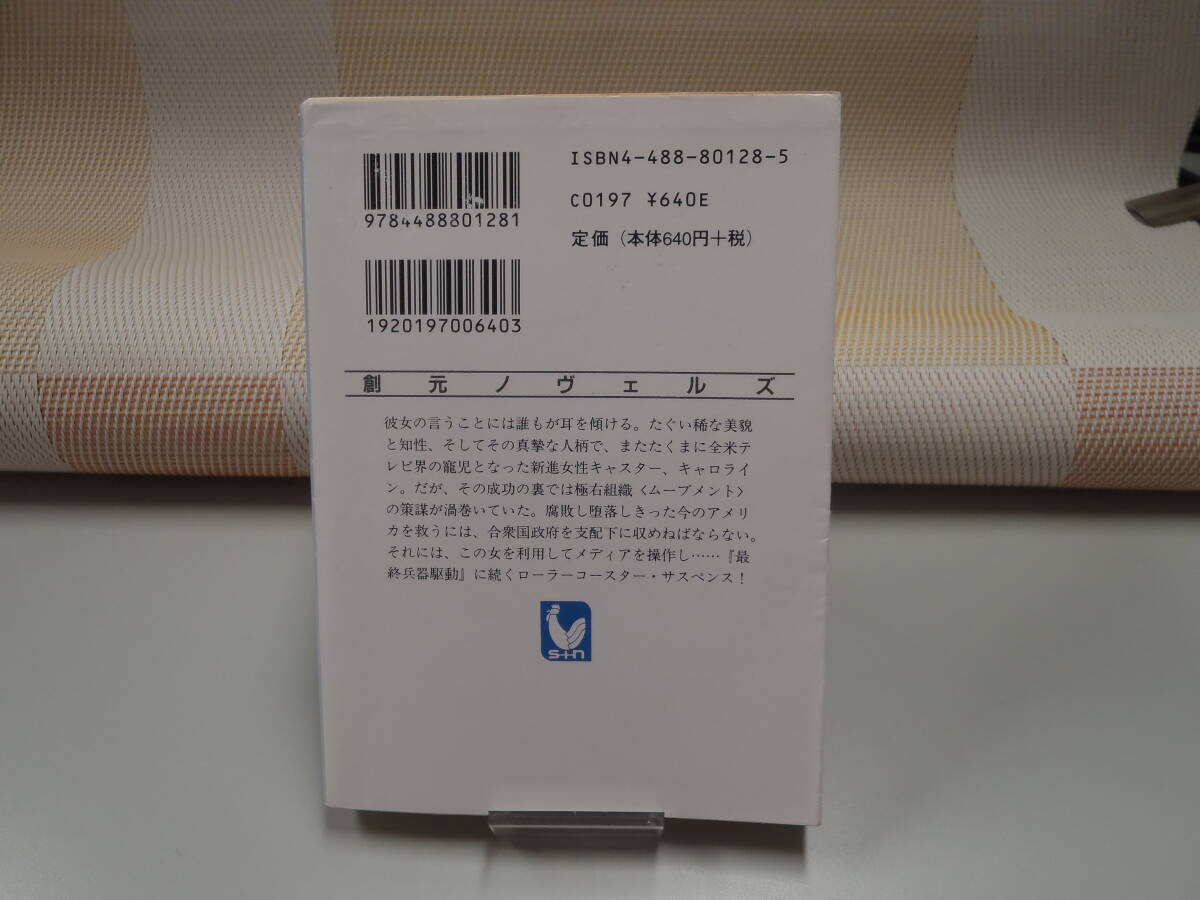 ISBN4-488-80128-5
9784488801281
C0197 ¥640E
定価（本体640円＋税）
1920197006403
創元ノヴェルズ
彼女の言うことには誰もが耳を傾ける。たぐい稀な美貌
と知性、そしてその真摯な人柄で、またたくまに全米テ
レビ界の寵児となった新進女性キャスター、キャロライ
ン。だが、その成功の裏では極右組織〈ムーブメント〉
の策謀が渦巻いていた。腐敗し堕落しきった今のアメリ
カを救うには、合衆国政府を支配下に収めねばならない。
それには、この女を利用してメディアを操作し……『最
終兵器駆動』に続くローラーコースター・サスペンス！
S+n